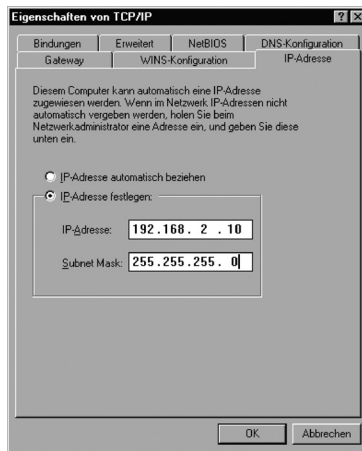 Eigenschaften von TCP/IP
Bindungen Erweitert NetBIOS DNS-Konfiguration
Gateway WINS-Konfiguration IP-Adresse
Diesem Computer kann automatisch eine IP-Adresse
zugewiesen werden. Wenn im Netzwerk IP-Adressen nicht
automatisch vergeben werden, holen Sie beim
Netzwerkadministrator eine Adresse ein, und geben Sie diese
unten ein.
IP-Adresse automatisch beziehen
IP-Adresse festlegen:
IP-Adresse: 192.168. 2 .10
Subnet Mask: 255.255.255. 0
OK Abbrechen